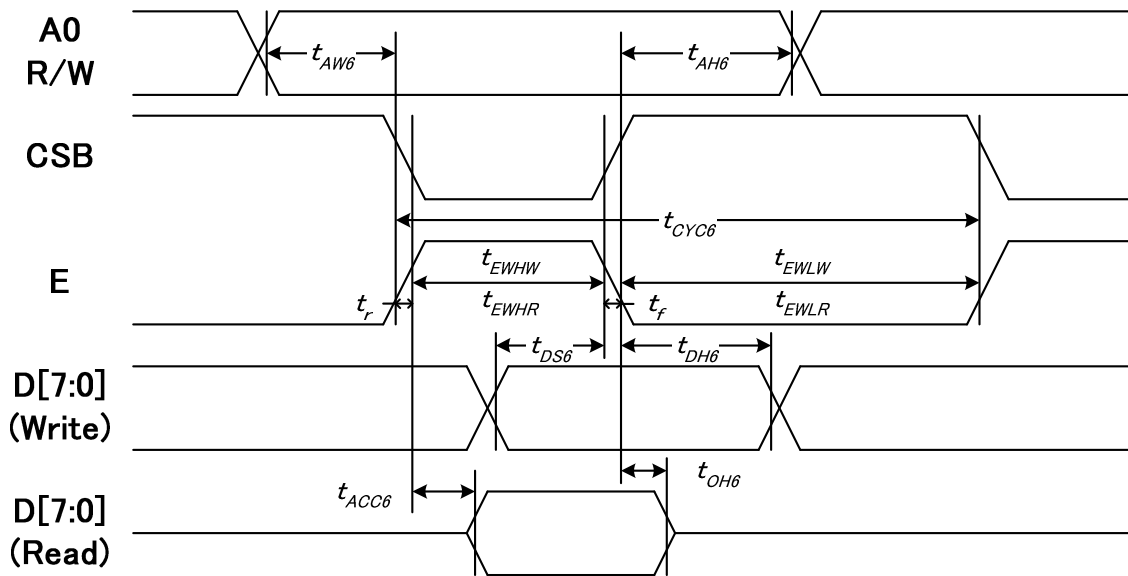 A0
R/W
t_AW6
t_AH6
CSB
t_CYC6
E
t_EWHW
t_EWLW
t_r
t_EWHR
t_f
t_EWLR
t_DS6
t_DH6
D[7:0]
(Write)
t_ACC6
t_OH6
D[7:0]
(Read)